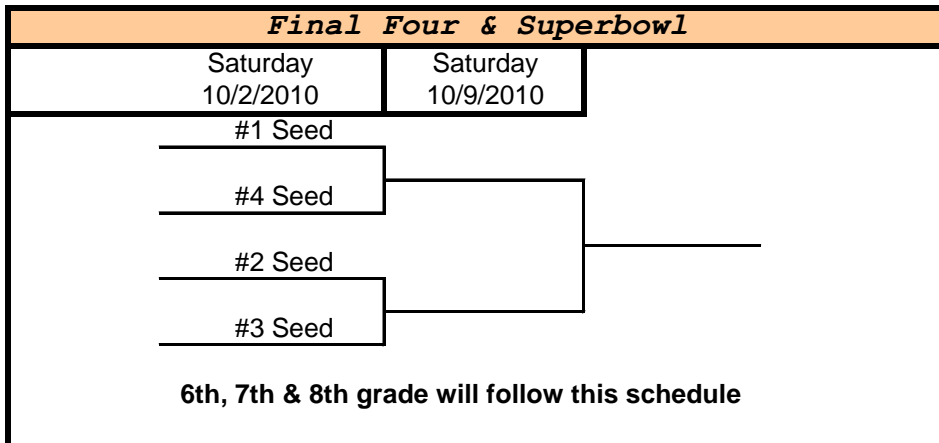 Final Four & Superbowl
Saturday Saturday
10/2/2010 10/9/2010
#1 Seed
#4 Seed
#2 Seed
#3 Seed
6th, 7th & 8th grade will follow this schedule